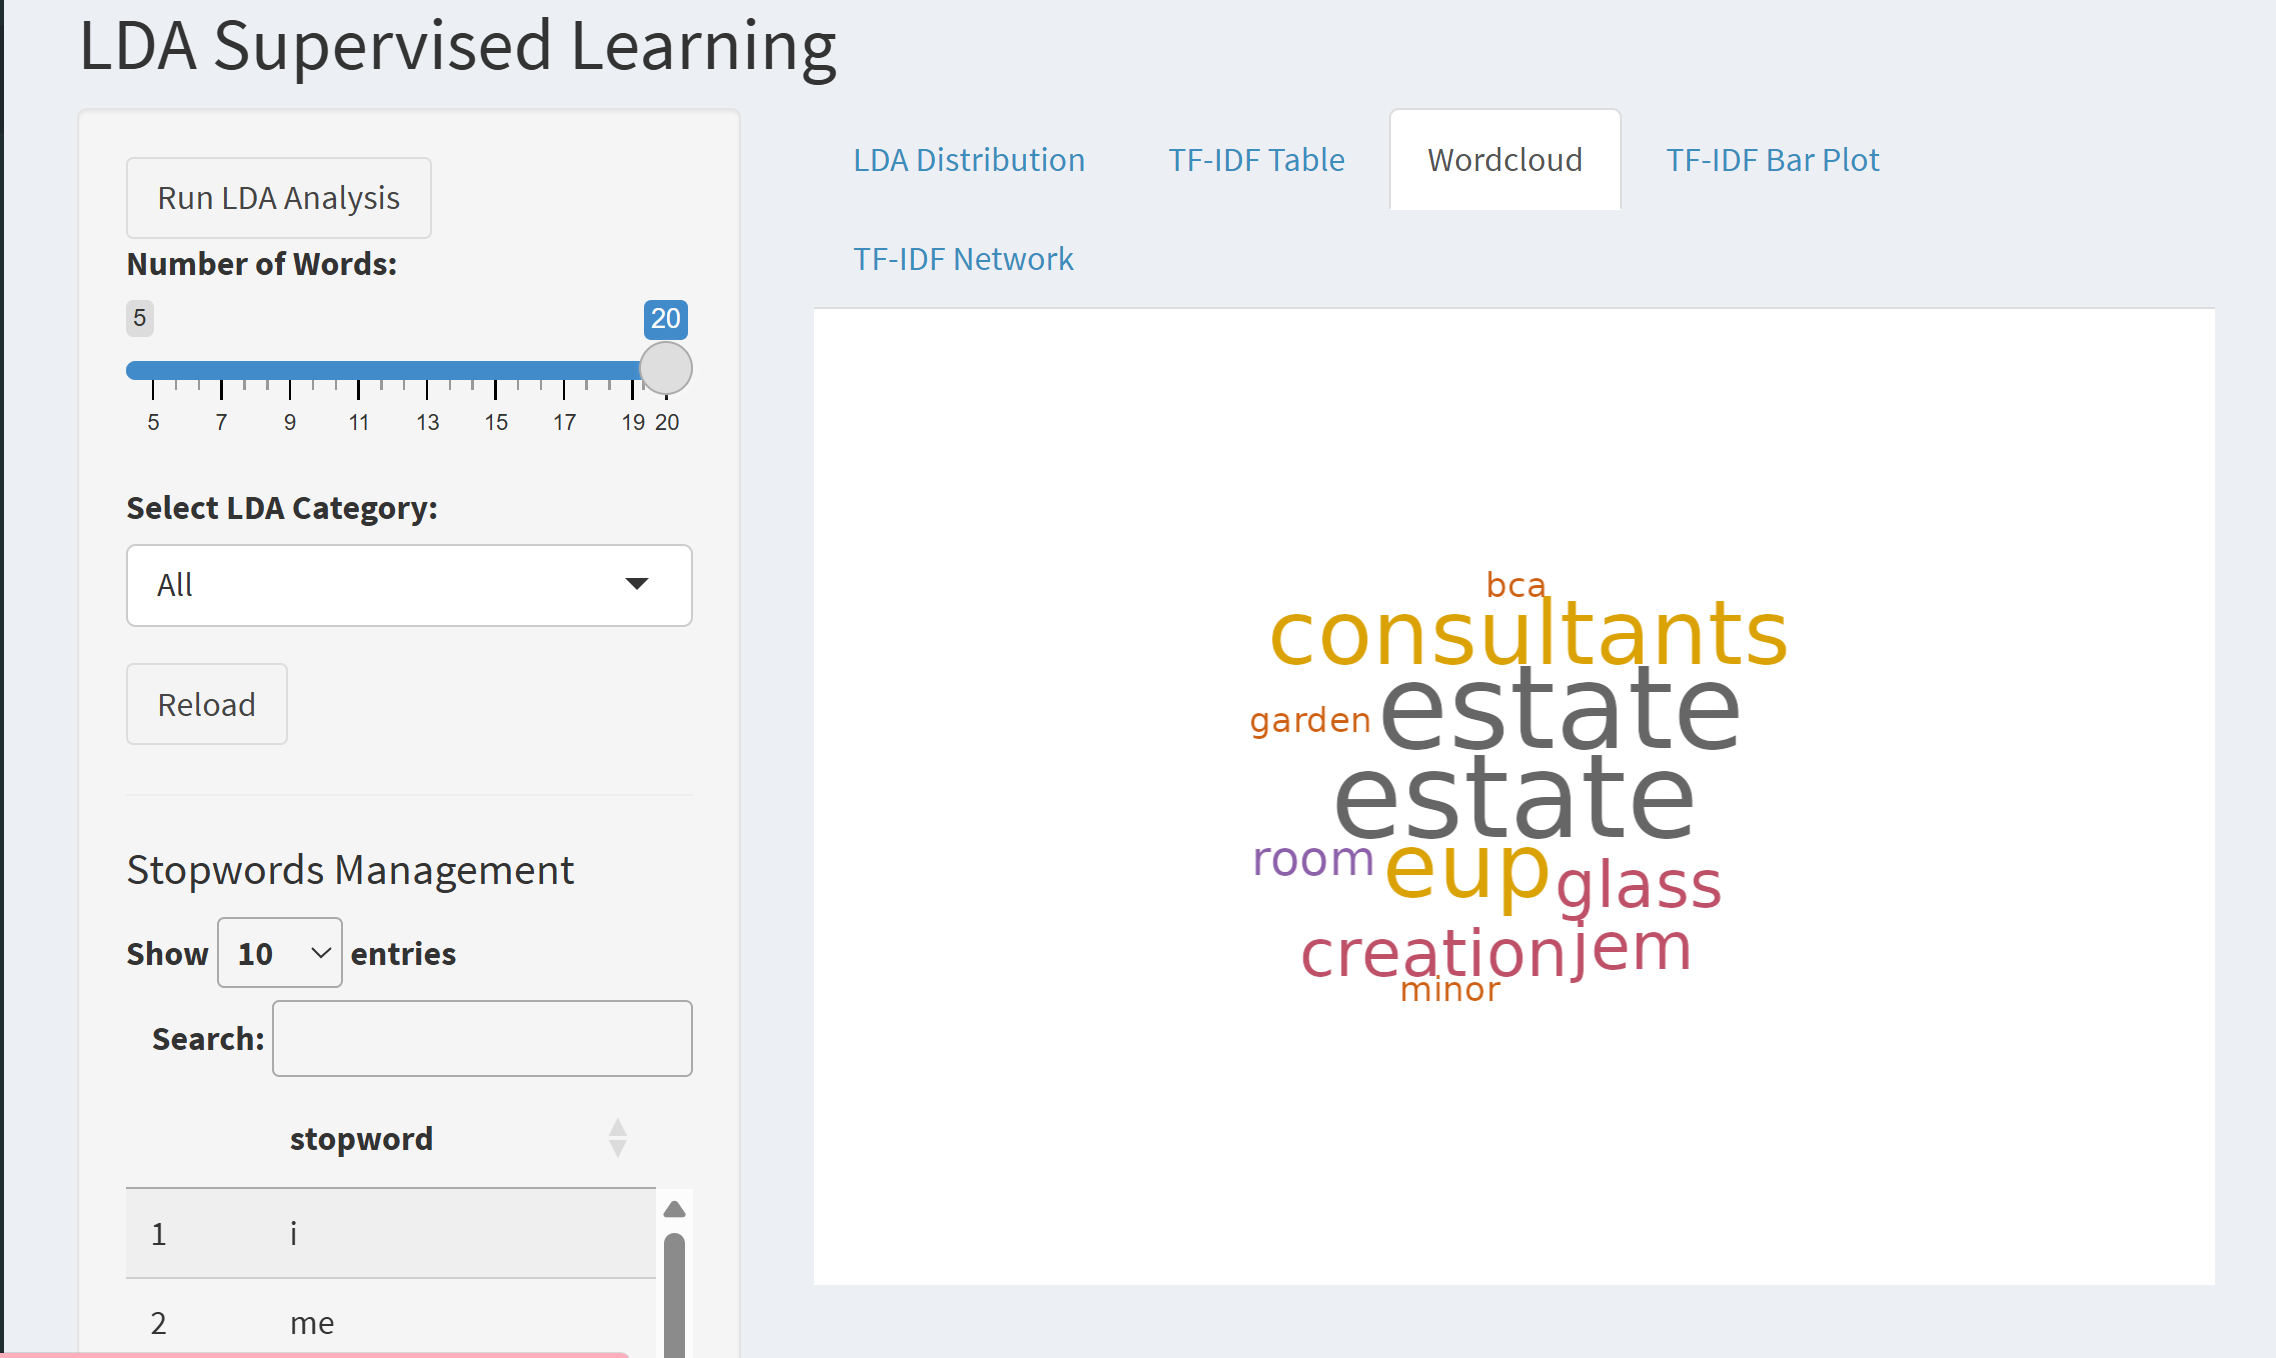 LDA Supervised Learning
Run LDA Analysis
Number of Words:
5
20
5 7 9 11 13 15 17 19 20
Select LDA Category:
All
Reload
Stopwords Management
Show 10 entries
Search:
stopword
1 i
2 me
LDA Distribution TF-IDF Table Wordcloud TF-IDF Bar Plot
TF-IDF Network
bca
consultants
garden estate
estate
room eup glass
creation jem
minor